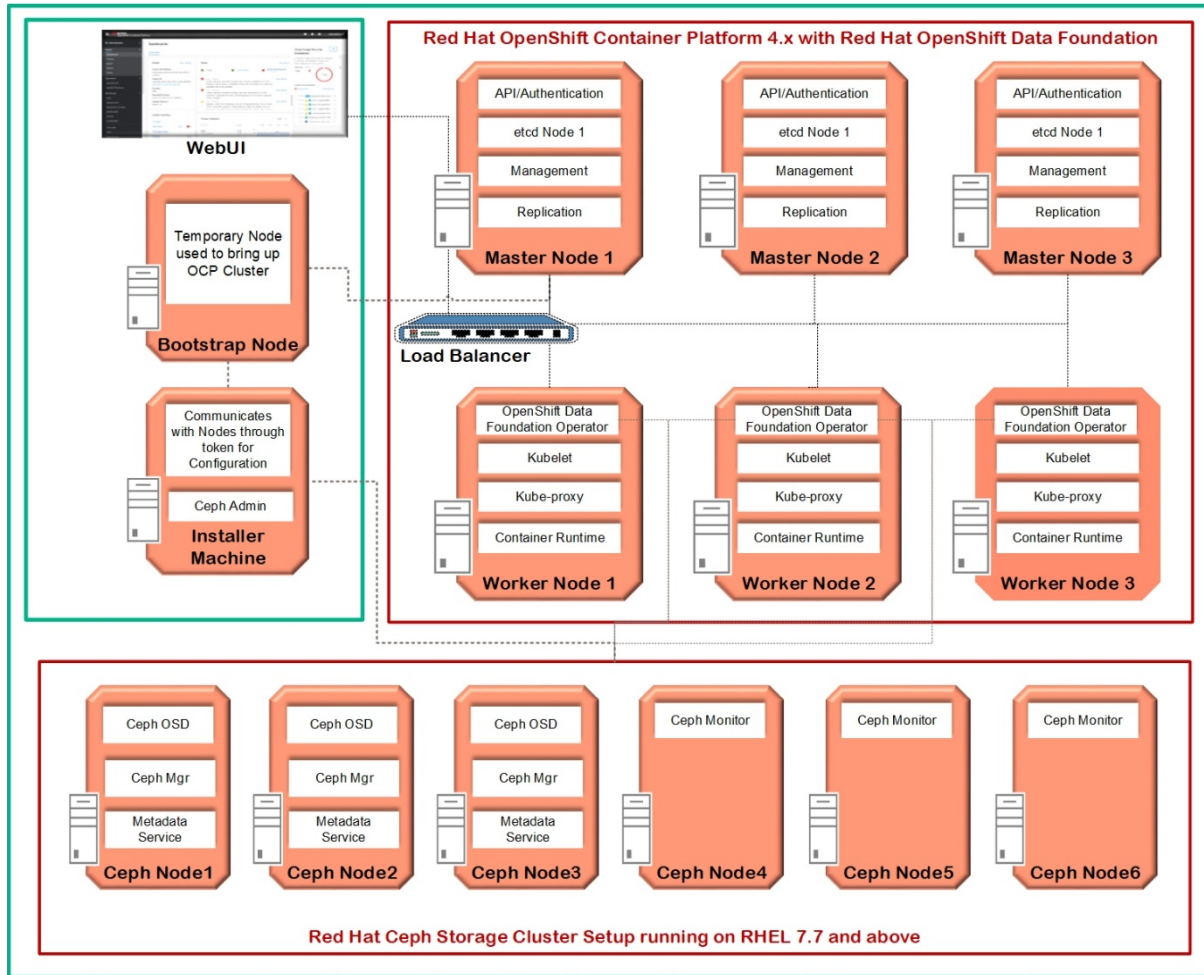 Dashboards
WebUI
Temporary Node
used to bring up
OCP Cluster
Bootstrap Node
Communicates
with Nodes through
token for
Configuration
Ceph Admin
Installer
Machine
Red Hat OpenShift Container Platform 4.x with Red Hat OpenShift Data Foundation
API/Authentication
etcd Node 1
Management
Replication
Master Node 1
API/Authentication
etcd Node 1
Management
Replication
Master Node 2
API/Authentication
etcd Node 1
Management
Replication
Master Node 3
Load Balancer
OpenShift Data
Foundation Operator
Kubelet
Kube-proxy
Container Runtime
Worker Node 1
OpenShift Data
Foundation Operator
Kubelet
Kube-proxy
Container Runtime
Worker Node 2
OpenShift Data
Foundation Operator
Kubelet
Kube-proxy
Container Runtime
Worker Node 3
Ceph OSD
Ceph Mgr
Metadata
Service
Ceph Node1
Ceph OSD
Ceph Mgr
Metadata
Service
Ceph Node2
Ceph OSD
Ceph Mgr
Metadata
Service
Ceph Node3
Ceph Monitor
Ceph Node4
Ceph Monitor
Ceph Node5
Ceph Monitor
Ceph Node6
Red Hat Ceph Storage Cluster Setup running on RHEL 7.7 and above